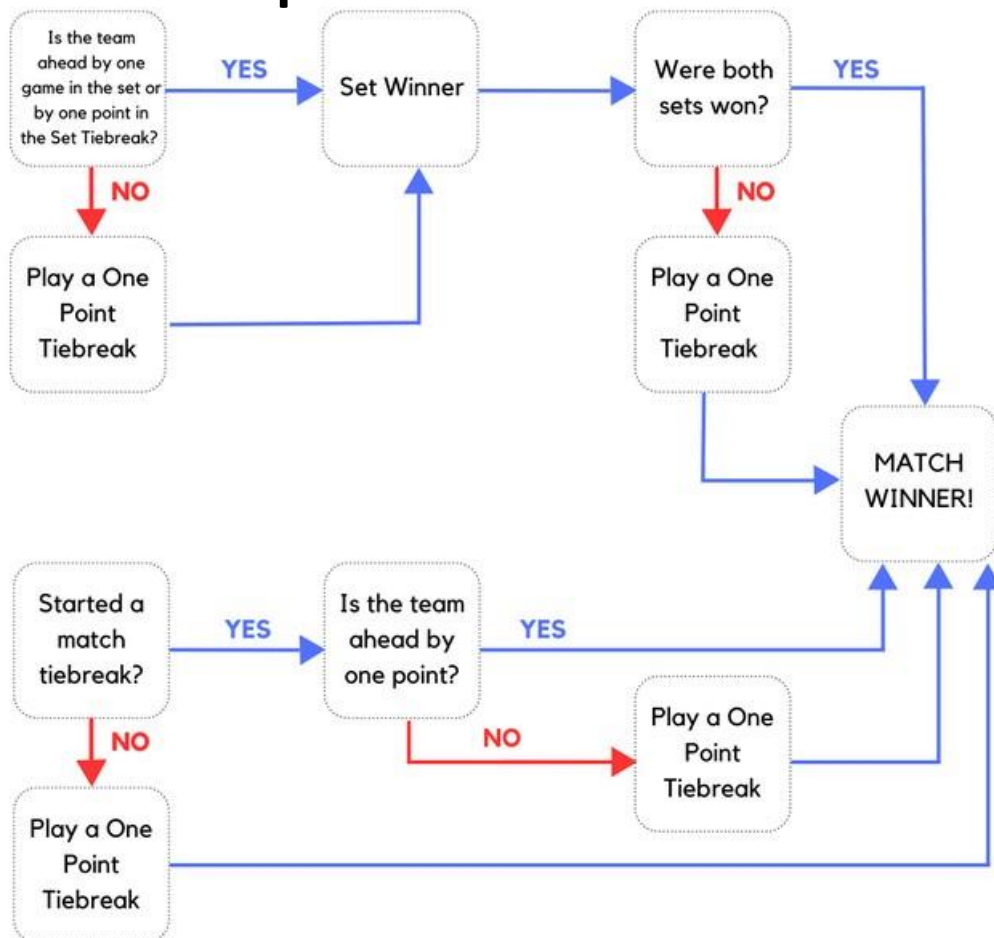 Is the team
ahead by one
game in the set or
by one point in
the Set Tiebreak?
YES
Set Winner
Were both
sets won?
YES
NO
NO
Play a One
Point
Tiebreak
Play a One
Point
Tiebreak
MATCH
WINNER!
Started a
match
tiebreak?
YES
Is the team
ahead by
one point?
YES
NO
NO
Play a One
Point
Tiebreak
Play a One
Point
Tiebreak